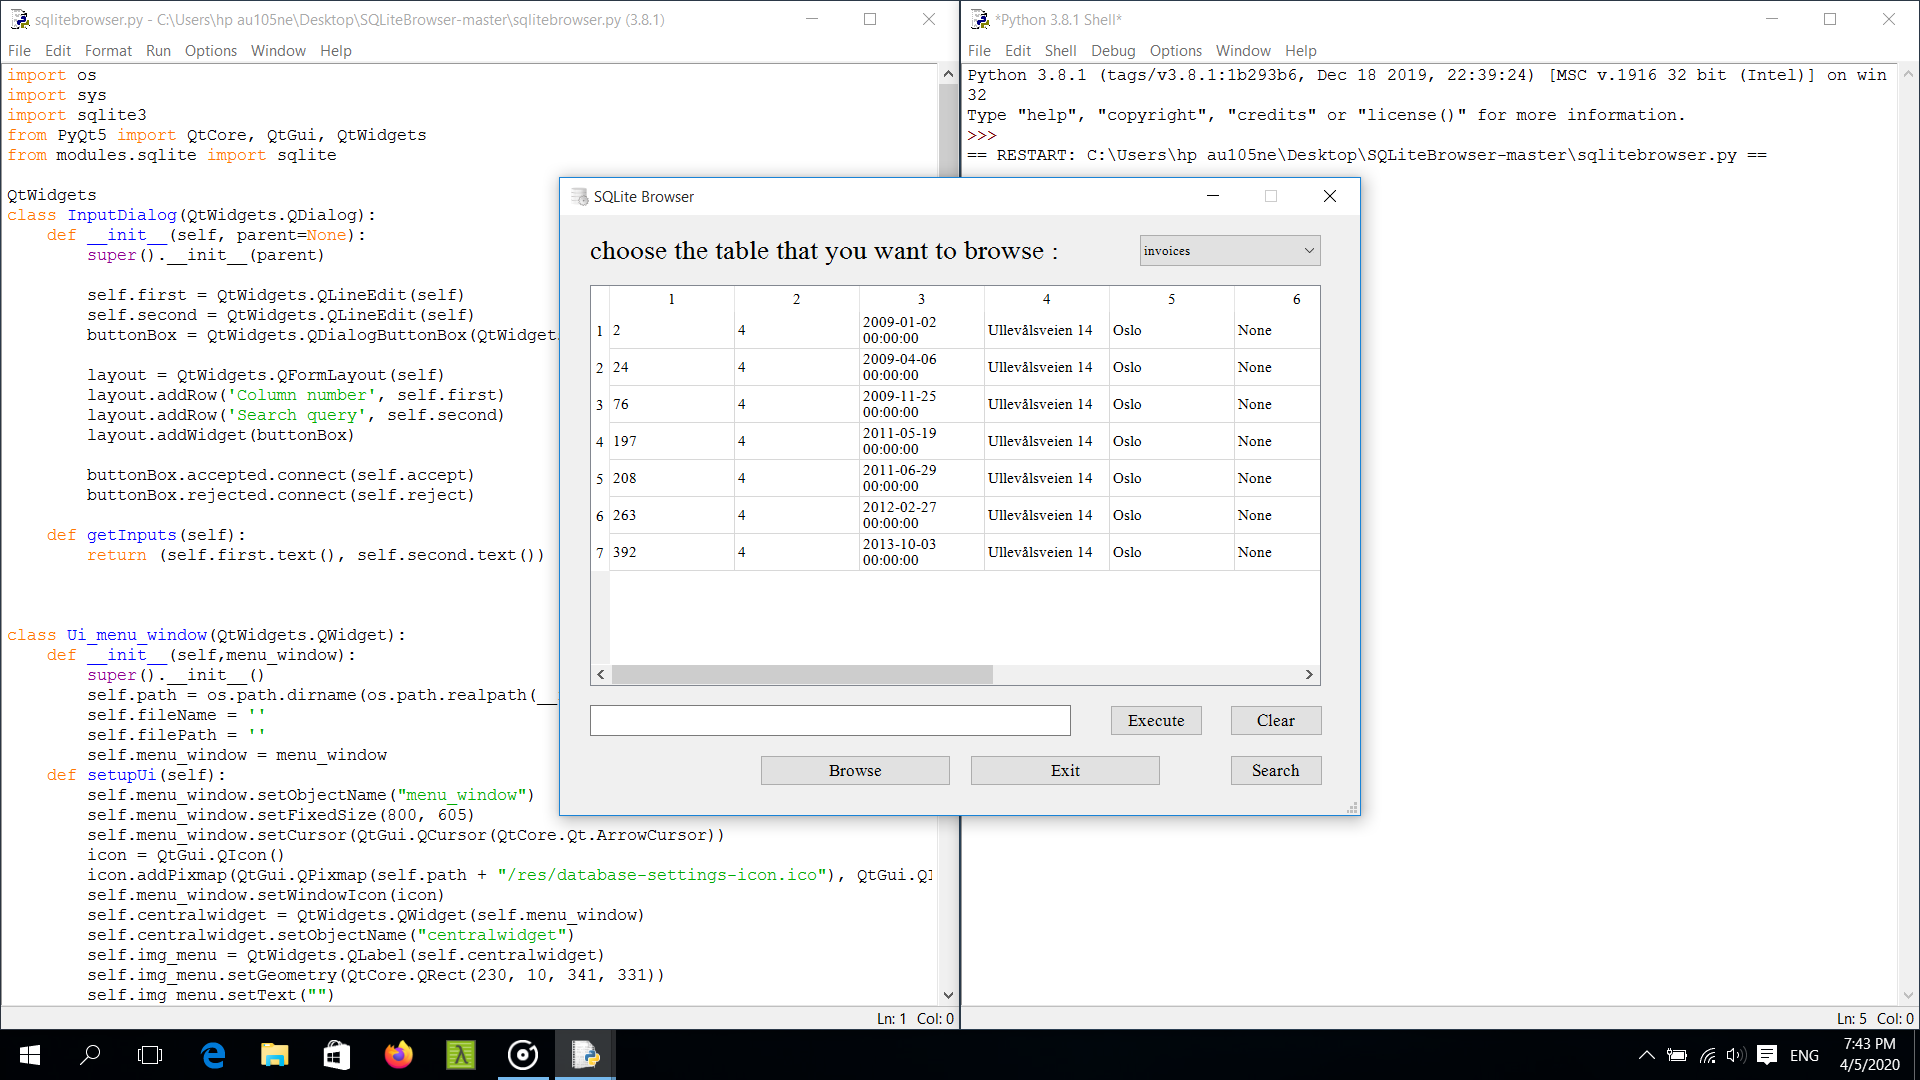 sqlitebrowser.py - C:\Users\hp au105ne\Desktop\SQLiteBrowser-master\sqlitebrowser.py (3.8.1)
File Edit Format Run Options Window Help
import os
import sys
import sqlite3
from PyQt5 import QtCore, QtGui, QtWidgets
from modules.sqlite import sqlite
QtWidgets
class InputDialog(QtWidgets.QDialog):
def __init__(self, parent=None):
super().__init__(parent)
self.first = QtWidgets.QLineEdit(self)
self.second = QtWidgets.QLineEdit(self)
buttonBox = QtWidgets.QDialogButtonBox(QtWidget
layout = QtWidgets.QFormLayout(self)
layout.addRow('Column number', self.first)
layout.addRow('Search query', self.second)
layout.addWidget(buttonBox)
buttonBox.accepted.connect(self.accept)
buttonBox.rejected.connect(self.reject)
def getInputs(self):
return (self.first.text(), self.second.text())
class Ui_menu_window(QtWidgets.QWidget):
def __init__(self,menu_window):
super().__init__()
self.path = os.path.dirname(os.path.realpath(__
self.fileName = ''
self.filePath = ''
self.menu_window = menu_window
def setupUi(self):
self.menu_window.setObjectName("menu_window")
self.menu_window.setFixedSize(800, 605)
self.menu_window.setCursor(QtGui.QCursor(QtCore.Qt.ArrowCursor))
icon = QtGui.QIcon()
icon.addPixmap(QtGui.QPixmap(self.path + "/res/database-settings-icon.ico"), QtGui.QI
self.menu_window.setWindowIcon(icon)
self.centralwidget = QtWidgets.QWidget(self.menu_window)
self.centralwidget.setObjectName("centralwidget")
self.img_menu = QtWidgets.QLabel(self.centralwidget)
self.img_menu.setGeometry(QtCore.QRect(230, 10, 341, 331))
self.img_menu.setText("")
Ln: 1 Col: 0
*Python 3.8.1 Shell*
File Edit Shell Debug Options Window Help
Python 3.8.1 (tags/v3.8.1:1b293b6, Dec 18 2019, 22:39:24) [MSC v.1916 32 bit (Intel)] on win
32
Type "help", "copyright", "credits" or "license()" for more information.
>>>
== RESTART: C:\Users\hp au105ne\Desktop\SQLiteBrowser-master\sqlitebrowser.py ==
Ln: 5 Col: 0
SQLite Browser
choose the table that you want to browse : invoices
1 2 3 4 5 6
1 2 4 2009-01-02 00:00:00 Ullevålsveien 14 Oslo None
2 24 4 2009-04-06 00:00:00 Ullevålsveien 14 Oslo None
3 76 4 2009-11-25 00:00:00 Ullevålsveien 14 Oslo None
4 197 4 2011-05-19 00:00:00 Ullevålsveien 14 Oslo None
5 208 4 2011-06-29 00:00:00 Ullevålsveien 14 Oslo None
6 263 4 2012-02-27 00:00:00 Ullevålsveien 14 Oslo None
7 392 4 2013-10-03 00:00:00 Ullevålsveien 14 Oslo None
Execute Clear
Browse Exit Search
ENG
7:43 PM
4/5/2020